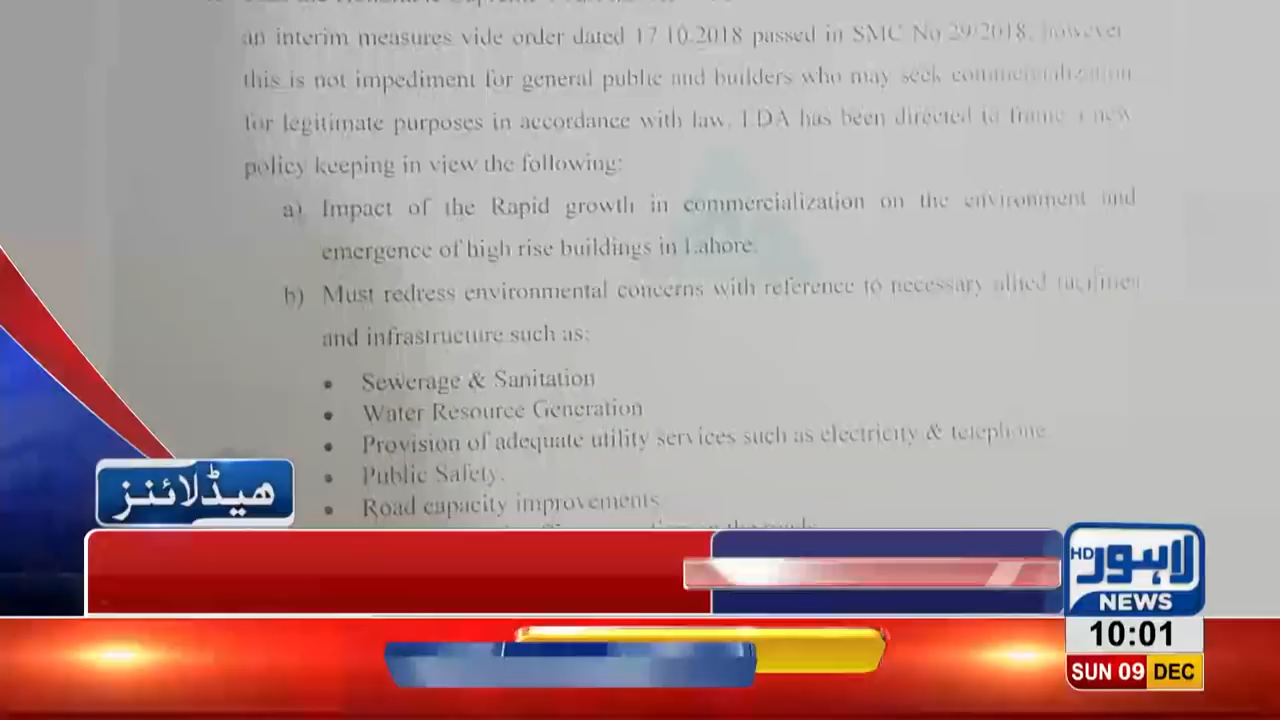 an interim measures vide order dated 17.10.2018 passed in SMC No 29/2018, however
this is not impediment for general public and builders who may seek commercialization
for legitimate purposes in accordance with law. LDA has been directed to frame a new
policy keeping in view the following:
a) Impact of the Rapid growth in commercialization on the environment and
emergence of high rise buildings in Lahore.
b) Must redress environmental concerns with reference to necessary allied facilities
and infrastructure such as:
• Sewerage & Sanitation
• Water Resource Generation
• Provision of adequate utility services such as electricity & telephone.
• Public Safety.
• Road capacity improvements
ھیڈلائنز
لاہور HD
NEWS
10:01
SUN 09 DEC